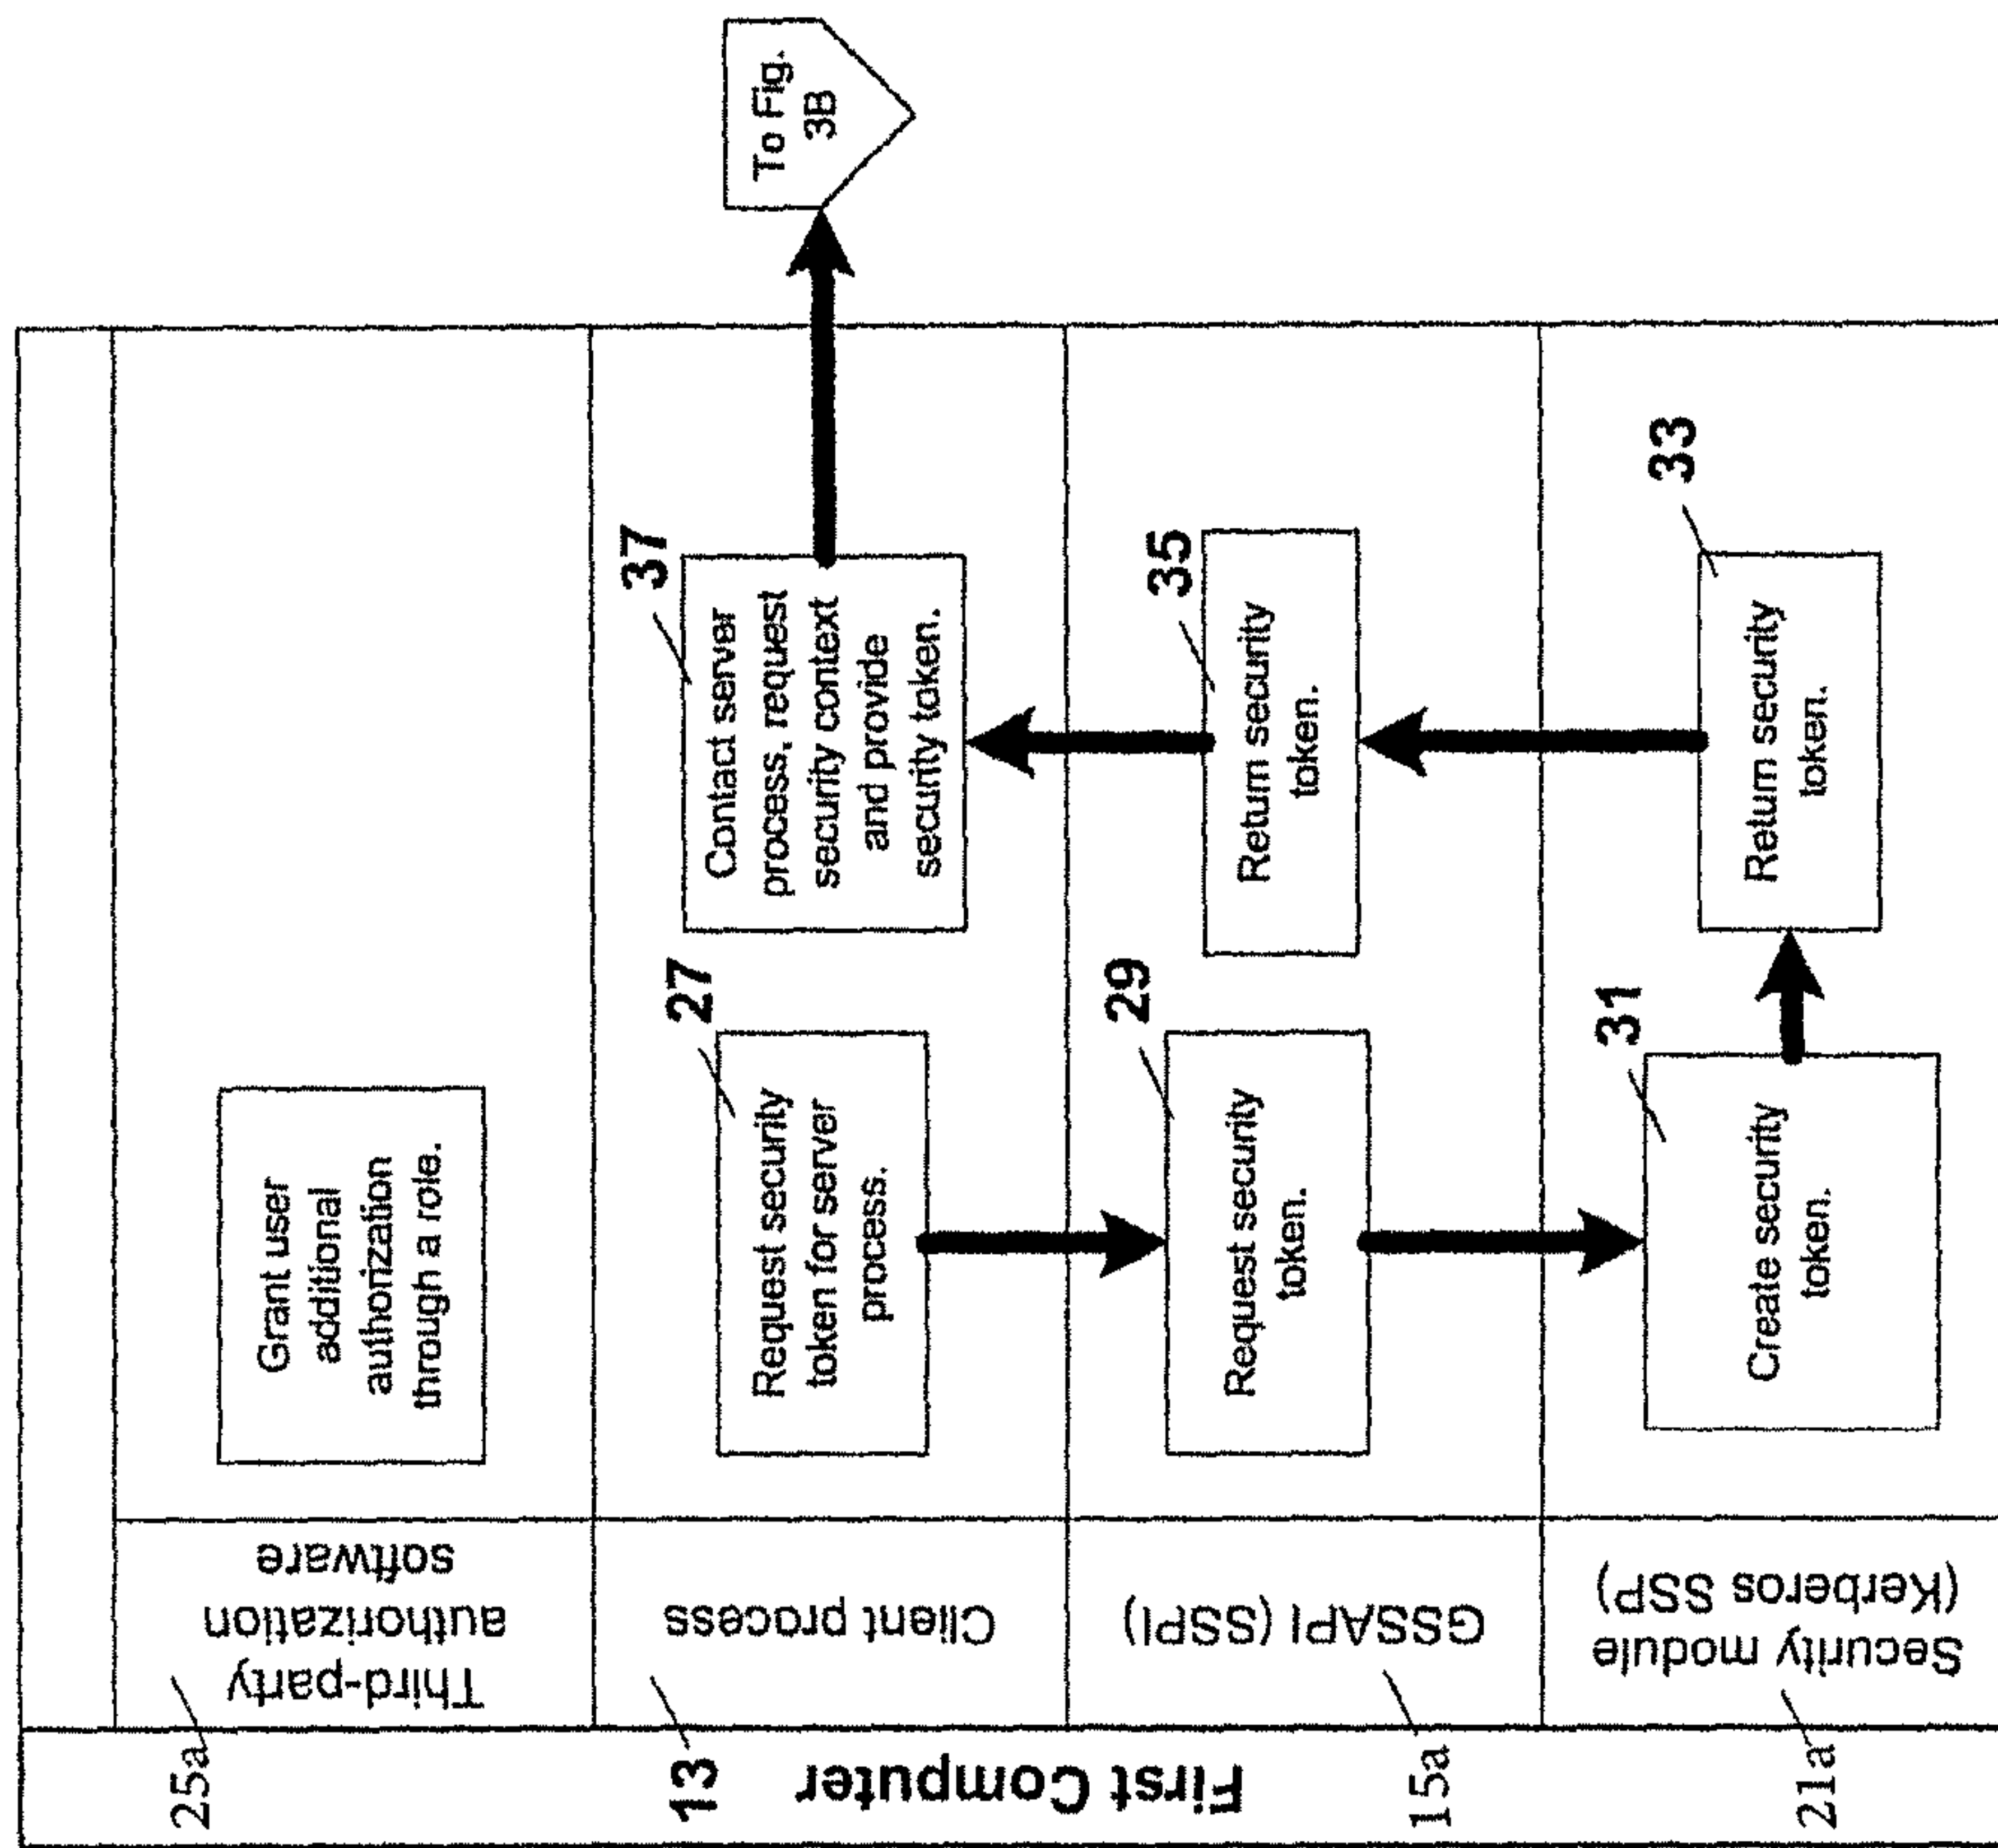 First Computer
25a
Third-party
authorization
software
Grant user
additional
authorization
through a role.
13
Client process
27
Request security
token for server
process.
37
Contact server
process, request
security context
and provide
security token.
To Fig.
3B
15a
GSSAPI (SSPI)
29
Request security
token.
35
Return security
token.
21a
Security module
(Kerberos SSP)
31
Create security
token.
33
Return security
token.